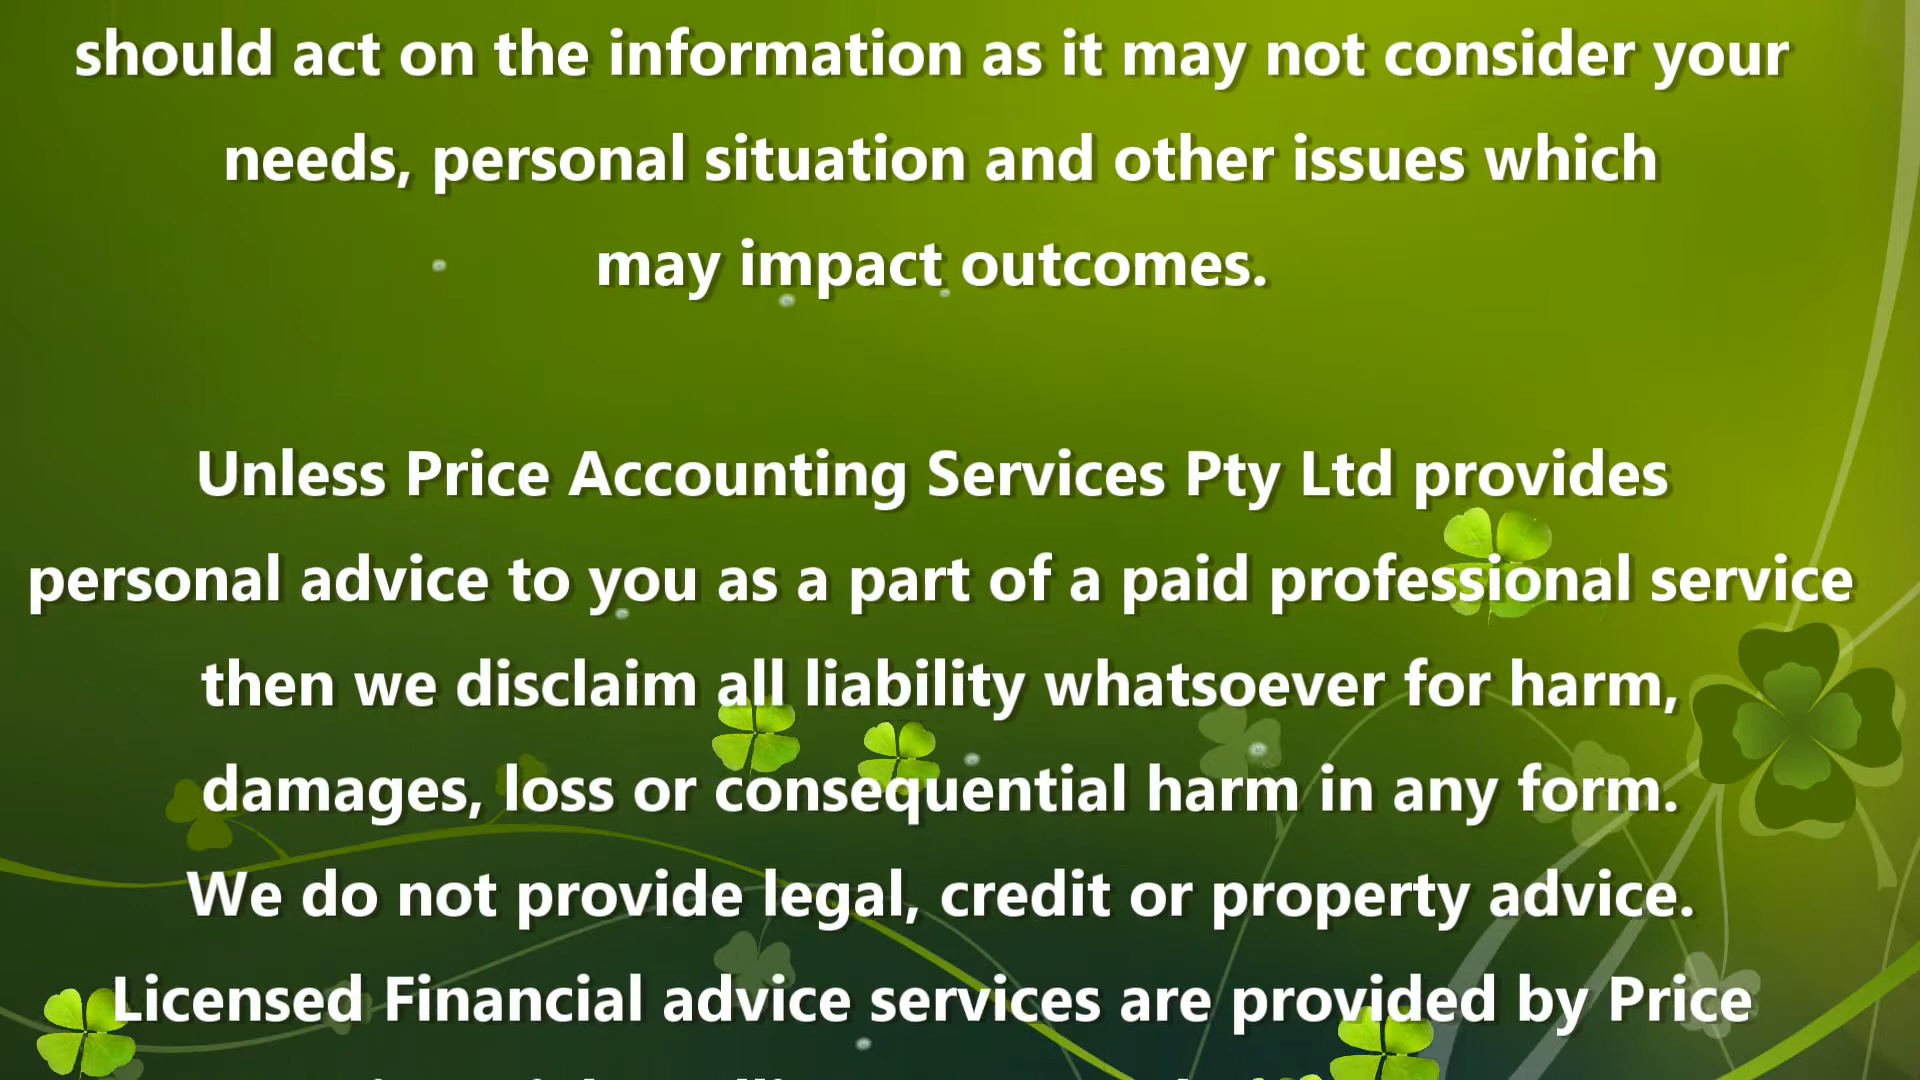 should act on the information as it may not consider your
needs, personal situation and other issues which
may impact outcomes.
Unless Price Accounting Services Pty Ltd provides
personal advice to you as a part of a paid professional service
then we disclaim all liability whatsoever for harm,
damages, loss or consequential harm in any form.
We do not provide legal, credit or property advice.
Licensed Financial advice services are provided by Price